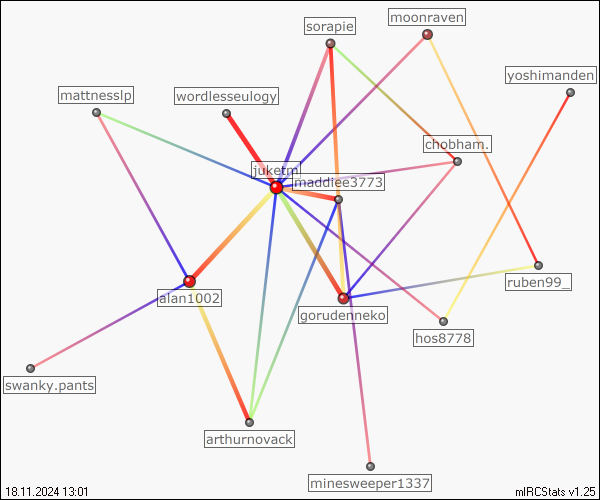 moonraven
sorapie
yoshimanden
mattnesslp
wordlesseulogy
chobham.
juketm
maddiee3773
ruben99_
alan1002
gorudenneko
hos8778
swanky.pants
arthurnovack
minesweeper1337
18.11.2024 13:01
mIRCStats v1.25